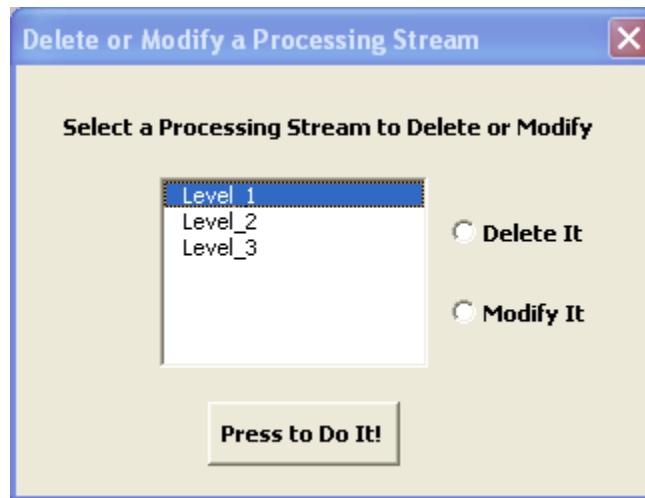 Delete or Modify a Processing Stream
Select a Processing Stream to Delete or Modify
Level_1
Level_2
Level_3
Delete It
Modify It
Press to Do It!